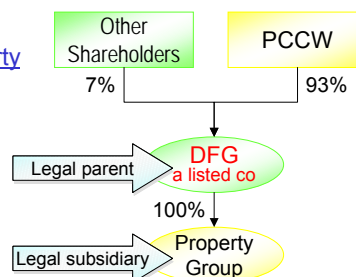 Other
Shareholders
PCCW
rty
7%
93%
DFG
a listed co
Legal parent
100%
Property
Group
Legal subsidiary